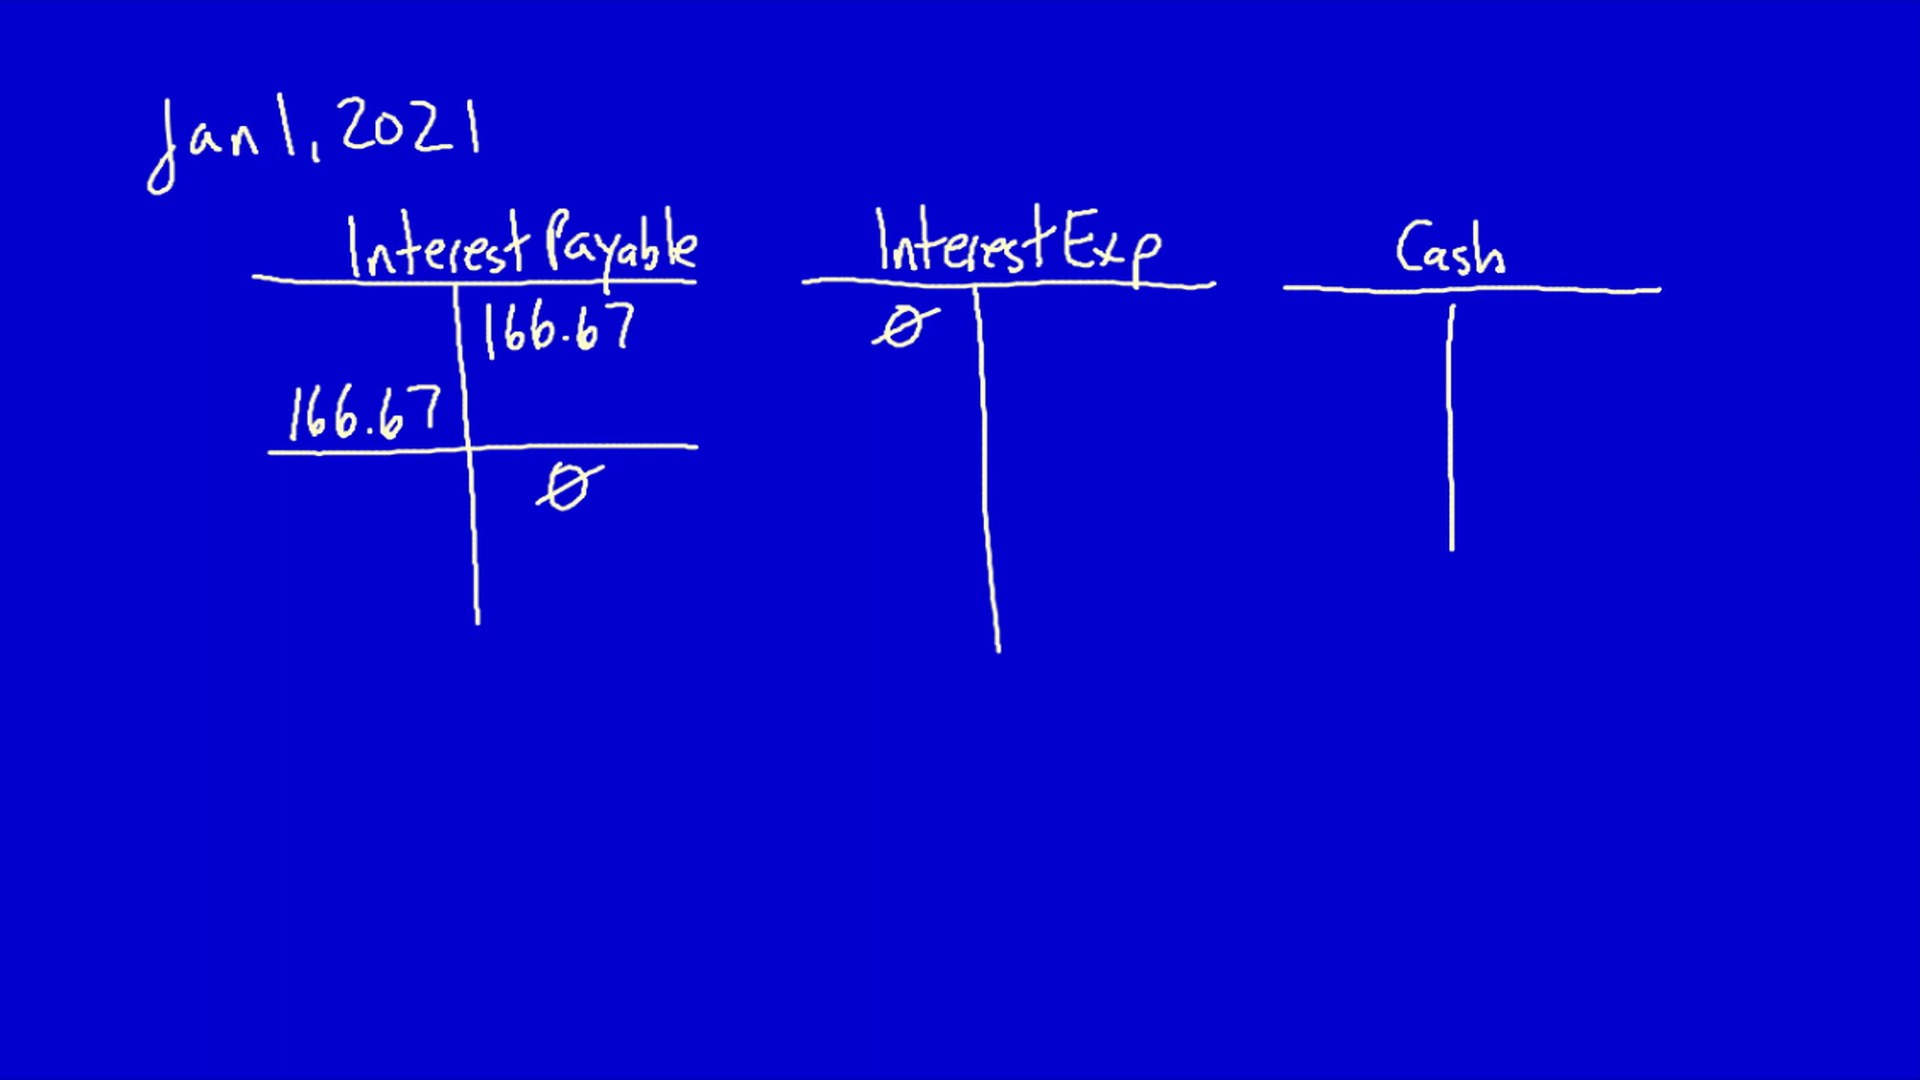 Jan 1, 2021
Interest Payable Interest Exp Cash
166.67 Ø
166.67
Ø